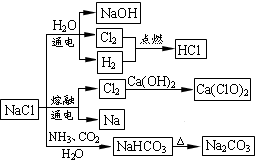 NaOH
H₂O
通电
Cl₂
点燃
HCl
H₂
NaCl
熔融
通电
Cl₂
Ca(OH)₂
Ca(ClO)₂
Na
NH₃、CO₂
H₂O
NaHCO₃
△
Na₂CO₃